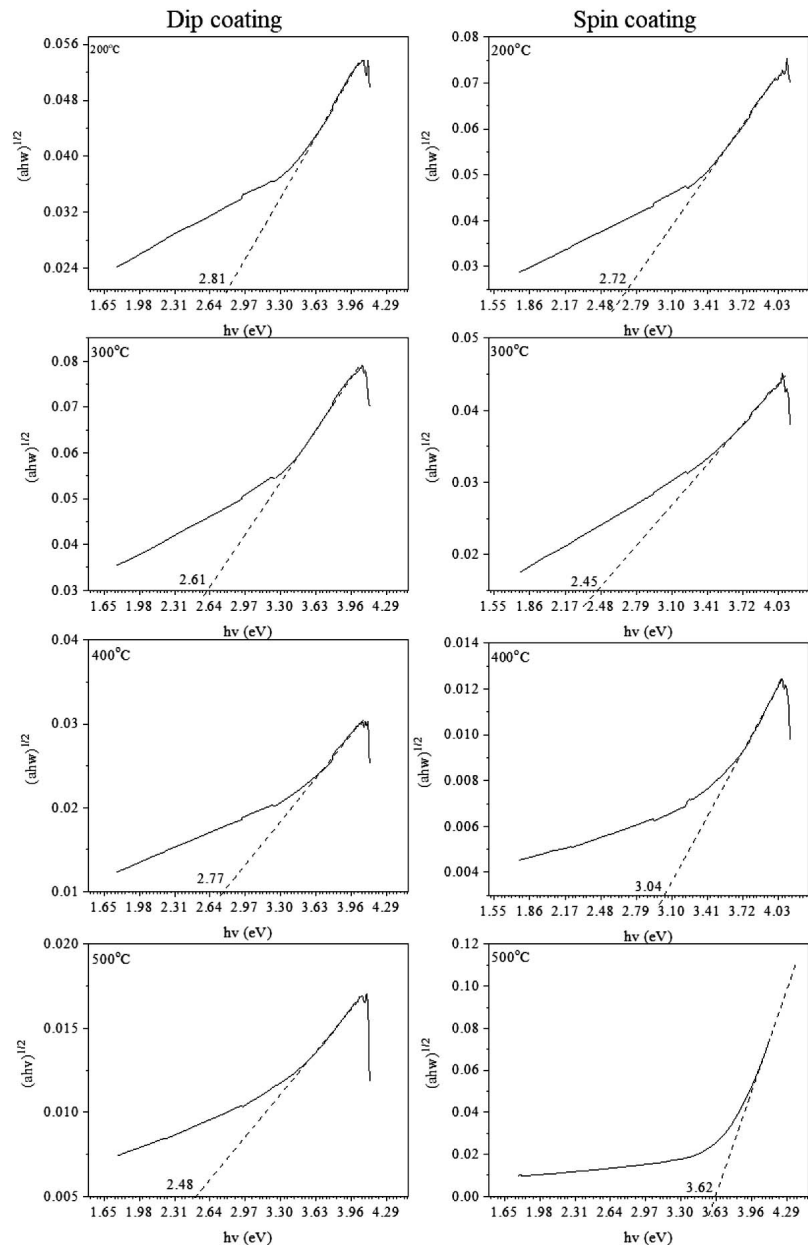 Dip coating
Spin coating
200°C
(ahw)1/2
0.056
0.048
0.040
0.032
0.024
2.81
1.65 1.98 2.31 2.64 2.97 3.30 3.63 3.96 4.29
hv (eV)
200°C
(ahw)1/2
0.08
0.07
0.06
0.05
0.04
0.03
2.72
1.55 1.86 2.17 2.48 2.79 3.10 3.41 3.72 4.03
hv (eV)
300°C
(ahw)1/2
0.08
0.07
0.06
0.05
0.04
0.03
2.61
1.65 1.98 2.31 2.64 2.97 3.30 3.63 3.96 4.29
hv (eV)
300°C
(ahw)1/2
0.05
0.04
0.03
0.02
2.45
1.55 1.86 2.17 2.48 2.79 3.10 3.41 3.72 4.03
hv (eV)
400°C
(ahw)1/2
0.04
0.03
0.02
0.01
2.77
1.65 1.98 2.31 2.64 2.97 3.30 3.63 3.96 4.29
hv (eV)
400°C
(ahw)1/2
0.014
0.012
0.010
0.008
0.006
0.004
3.04
1.55 1.86 2.17 2.48 2.79 3.10 3.41 3.72 4.03
hv (eV)
500°C
(ahv)1/2
0.020
0.015
0.010
0.005
2.48
1.65 1.98 2.31 2.64 2.97 3.30 3.63 3.96 4.29
hv (eV)
500°C
(ahw)1/2
0.12
0.10
0.08
0.06
0.04
0.02
0.00
3.62
1.65 1.98 2.31 2.64 2.97 3.30 3.63 3.96 4.29
hv (eV)